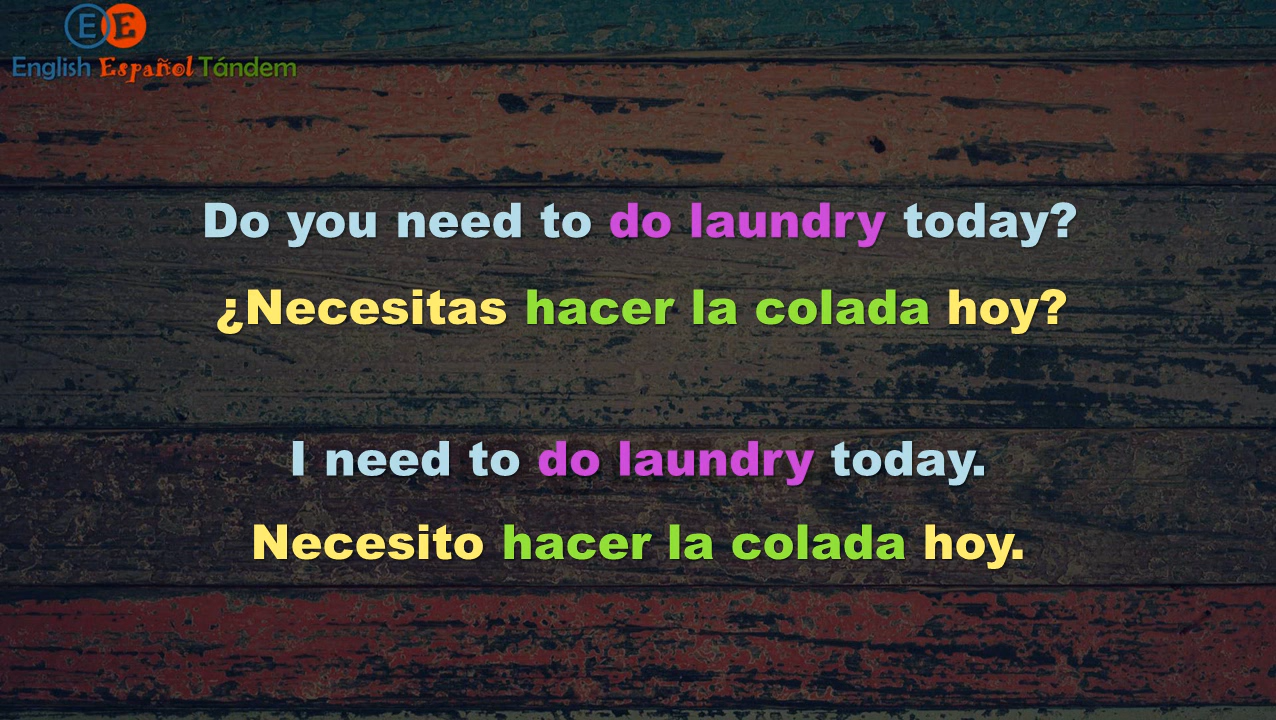 E E
English Español Tándem
Do you need to do laundry today?
¿Necesitas hacer la colada hoy?
I need to do laundry today.
Necesito hacer la colada hoy.